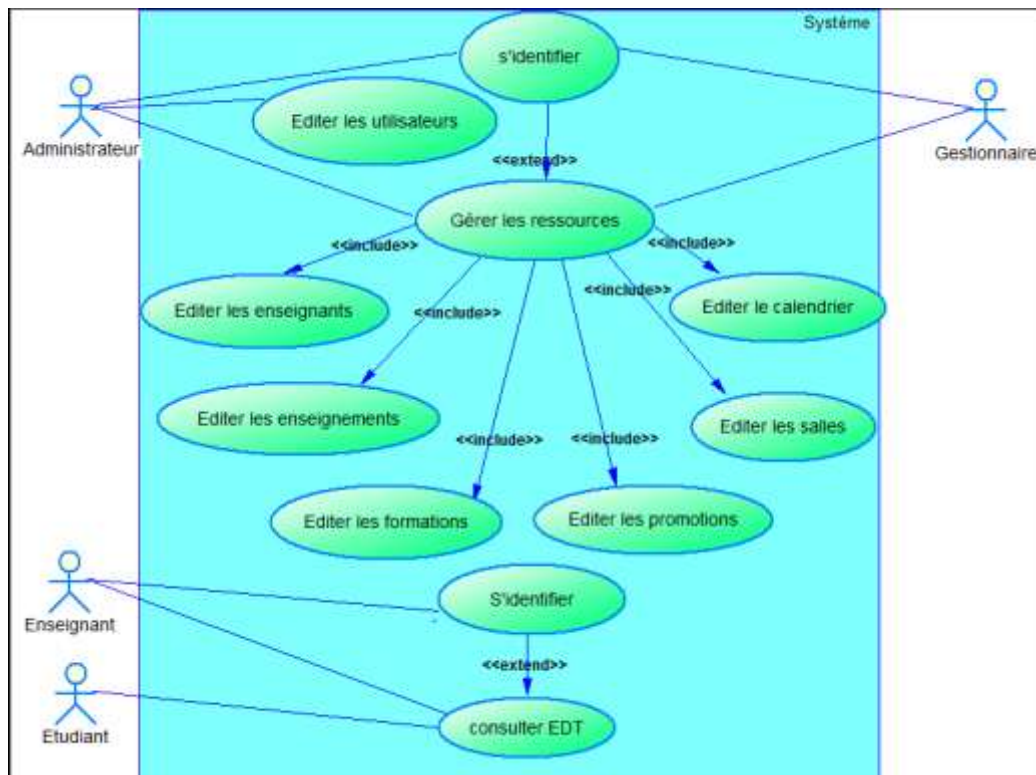 Système
s'identifier
Editer les utilisateurs
Administrateur
Gestionnaire
<<extend>>
Gérer les ressources
<<include>>
<<include>>
Editer les enseignants
<<include>>
<<include>>
Editer le calendrier
Editer les enseignements
Editer les salles
<<include>>
<<include>>
Editer les formations
Editer les promotions
S'identifier
Enseignant
<<extend>>
Etudiant
consulter EDT